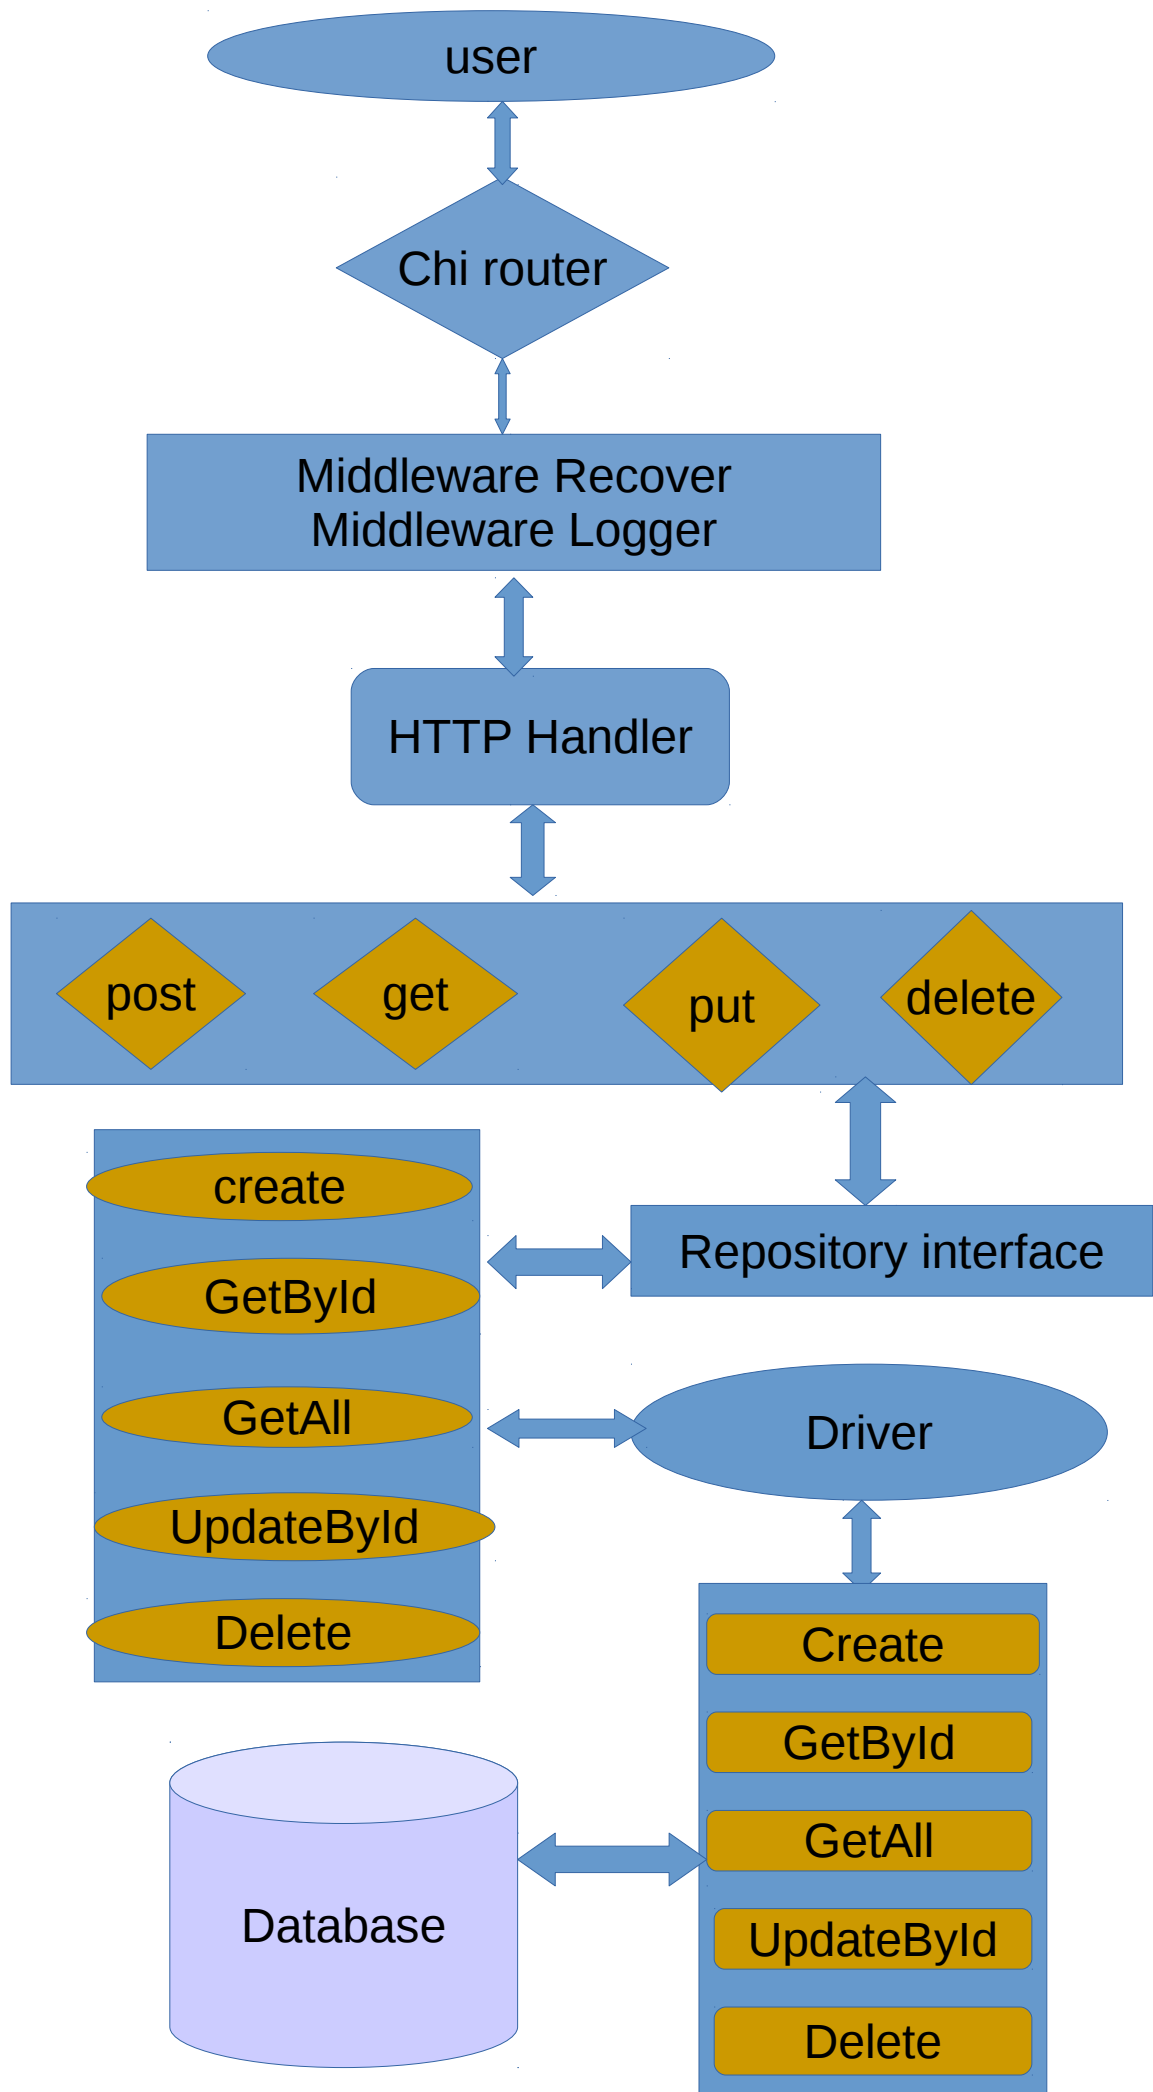 user
Chi router
Middleware Recover
Middleware Logger
HTTP Handler
post
get
put
delete
create
GetById
GetAll
UpdateById
Delete
Repository interface
Driver
Create
GetById
GetAll
UpdateById
Delete
Database